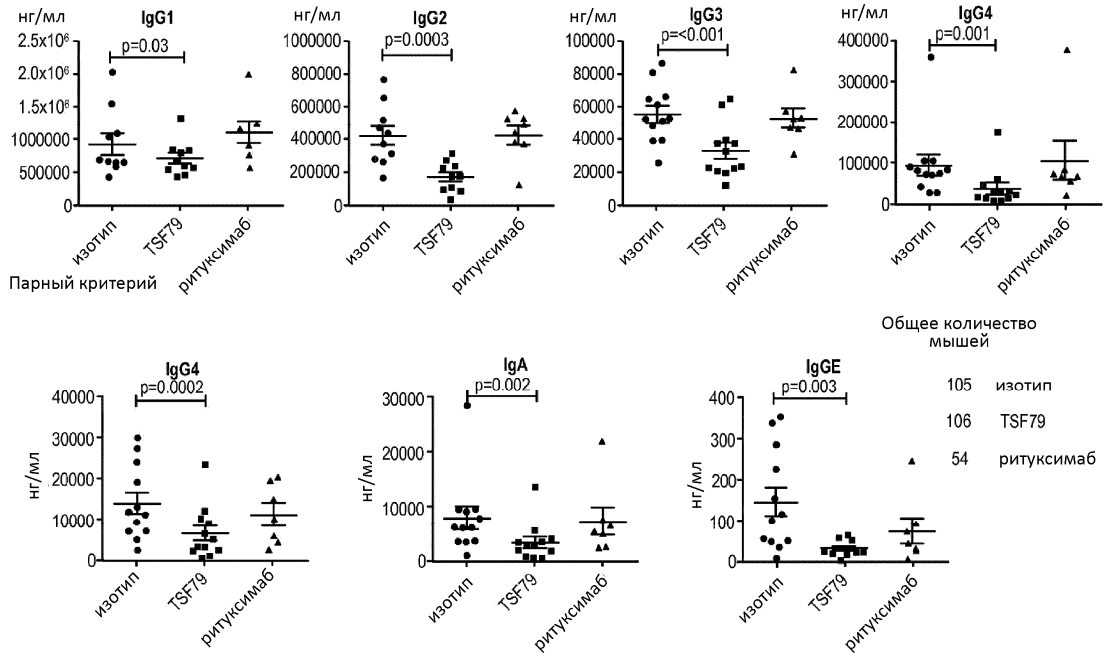 нг/мл
IgG1
p=0.03
2.5x10⁶
2.0x10⁶
1.5x10⁶
1000000
500000
0
изотип
TSF79
ритуксимаб
нг/мл
IgG2
p=0.0003
1000000
800000
600000
400000
200000
0
изотип
TSF79
ритуксимаб
нг/мл
IgG3
p=<0.001
100000
80000
60000
40000
20000
0
изотип
TSF79
ритуксимаб
нг/мл
IgG4
p=0.001
400000
300000
200000
100000
0
изотип
TSF79
ритуксимаб
Парный критерий
IgG4
p=0.0002
нг/мл
40000
30000
20000
10000
0
изотип
TSF79
ритуксимаб
IgA
p=0.002
нг/мл
30000
20000
10000
0
изотип
TSF79
ритуксимаб
IgGE
p=0.003
нг/мл
400
300
200
100
0
изотип
TSF79
ритуксимаб
Общее количество
мышей
105 изотип
106 TSF79
54 ритуксимаб